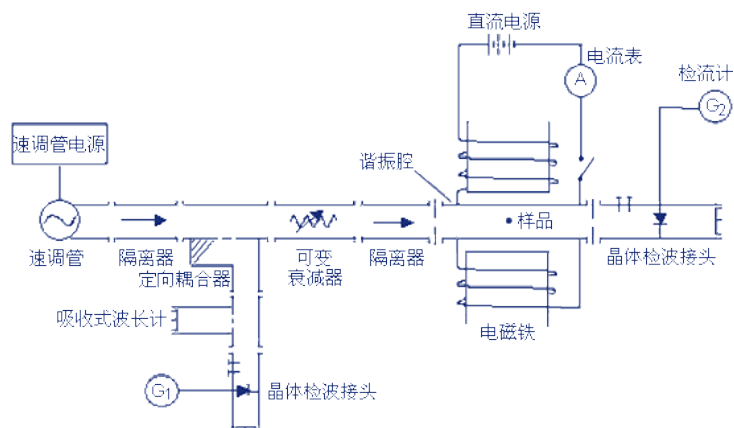 直流电源
电流表
A
检流计
G2
速调管电源
谐振腔
样品
速调管
隔离器
定向耦合器
可变
衰减器
隔离器
晶体检波接头
吸收式波长计
电磁铁
G1
晶体检波接头